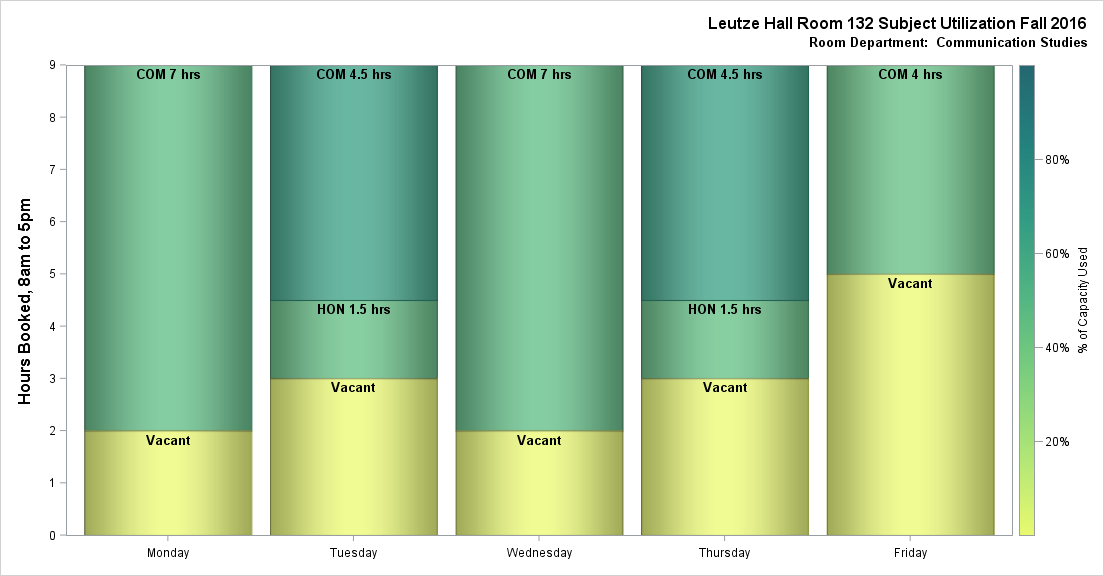 Leutze Hall Room 132 Subject Utilization Fall 2016
Room Department:  Communication Studies
Hours Booked, 8am to 5pm
9
8
7
6
5
4
3
2
1
0
COM 7 hrs
Vacant
COM 4.5 hrs
HON 1.5 hrs
Vacant
COM 7 hrs
Vacant
COM 4.5 hrs
HON 1.5 hrs
Vacant
COM 4 hrs
Vacant
Monday
Tuesday
Wednesday
Thursday
Friday
80%
60%
40%
20%
% of Capacity Used